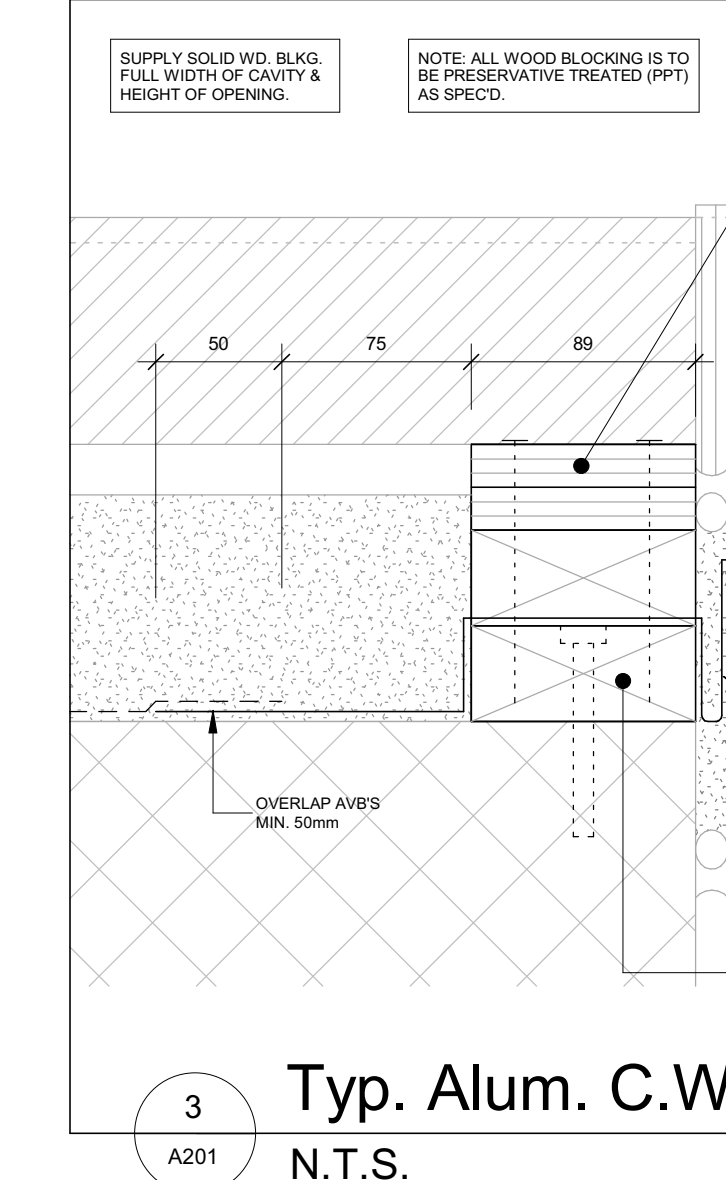 SUPPLY SOLID WD. BLKG.
FULL WIDTH OF CAVITY &
HEIGHT OF OPENING.
NOTE: ALL WOOD BLOCKING IS TO
BE PRESERVATIVE TREATED (PPT)
AS SPEC'D.
50 75 89
OVERLAP AVB'S
MIN. 50mm
3
Typ. Alum. C.W
A201
N.T.S.